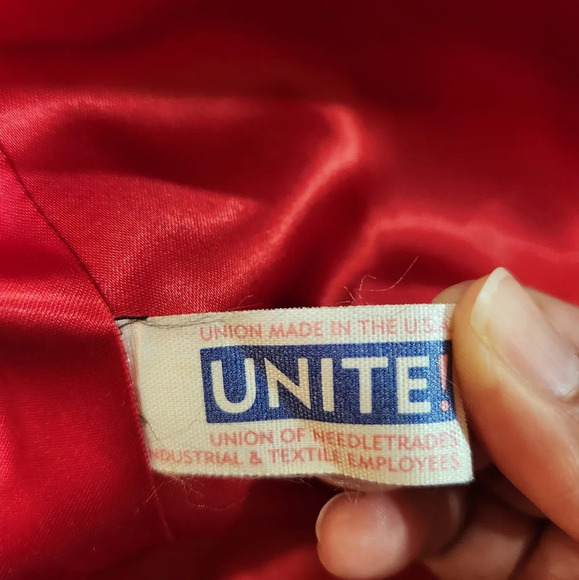 UNION MADE IN THE U.S.A
UNITE!
UNION OF NEEDLETRADES
INDUSTRIAL & TEXTILE EMPLOYEES